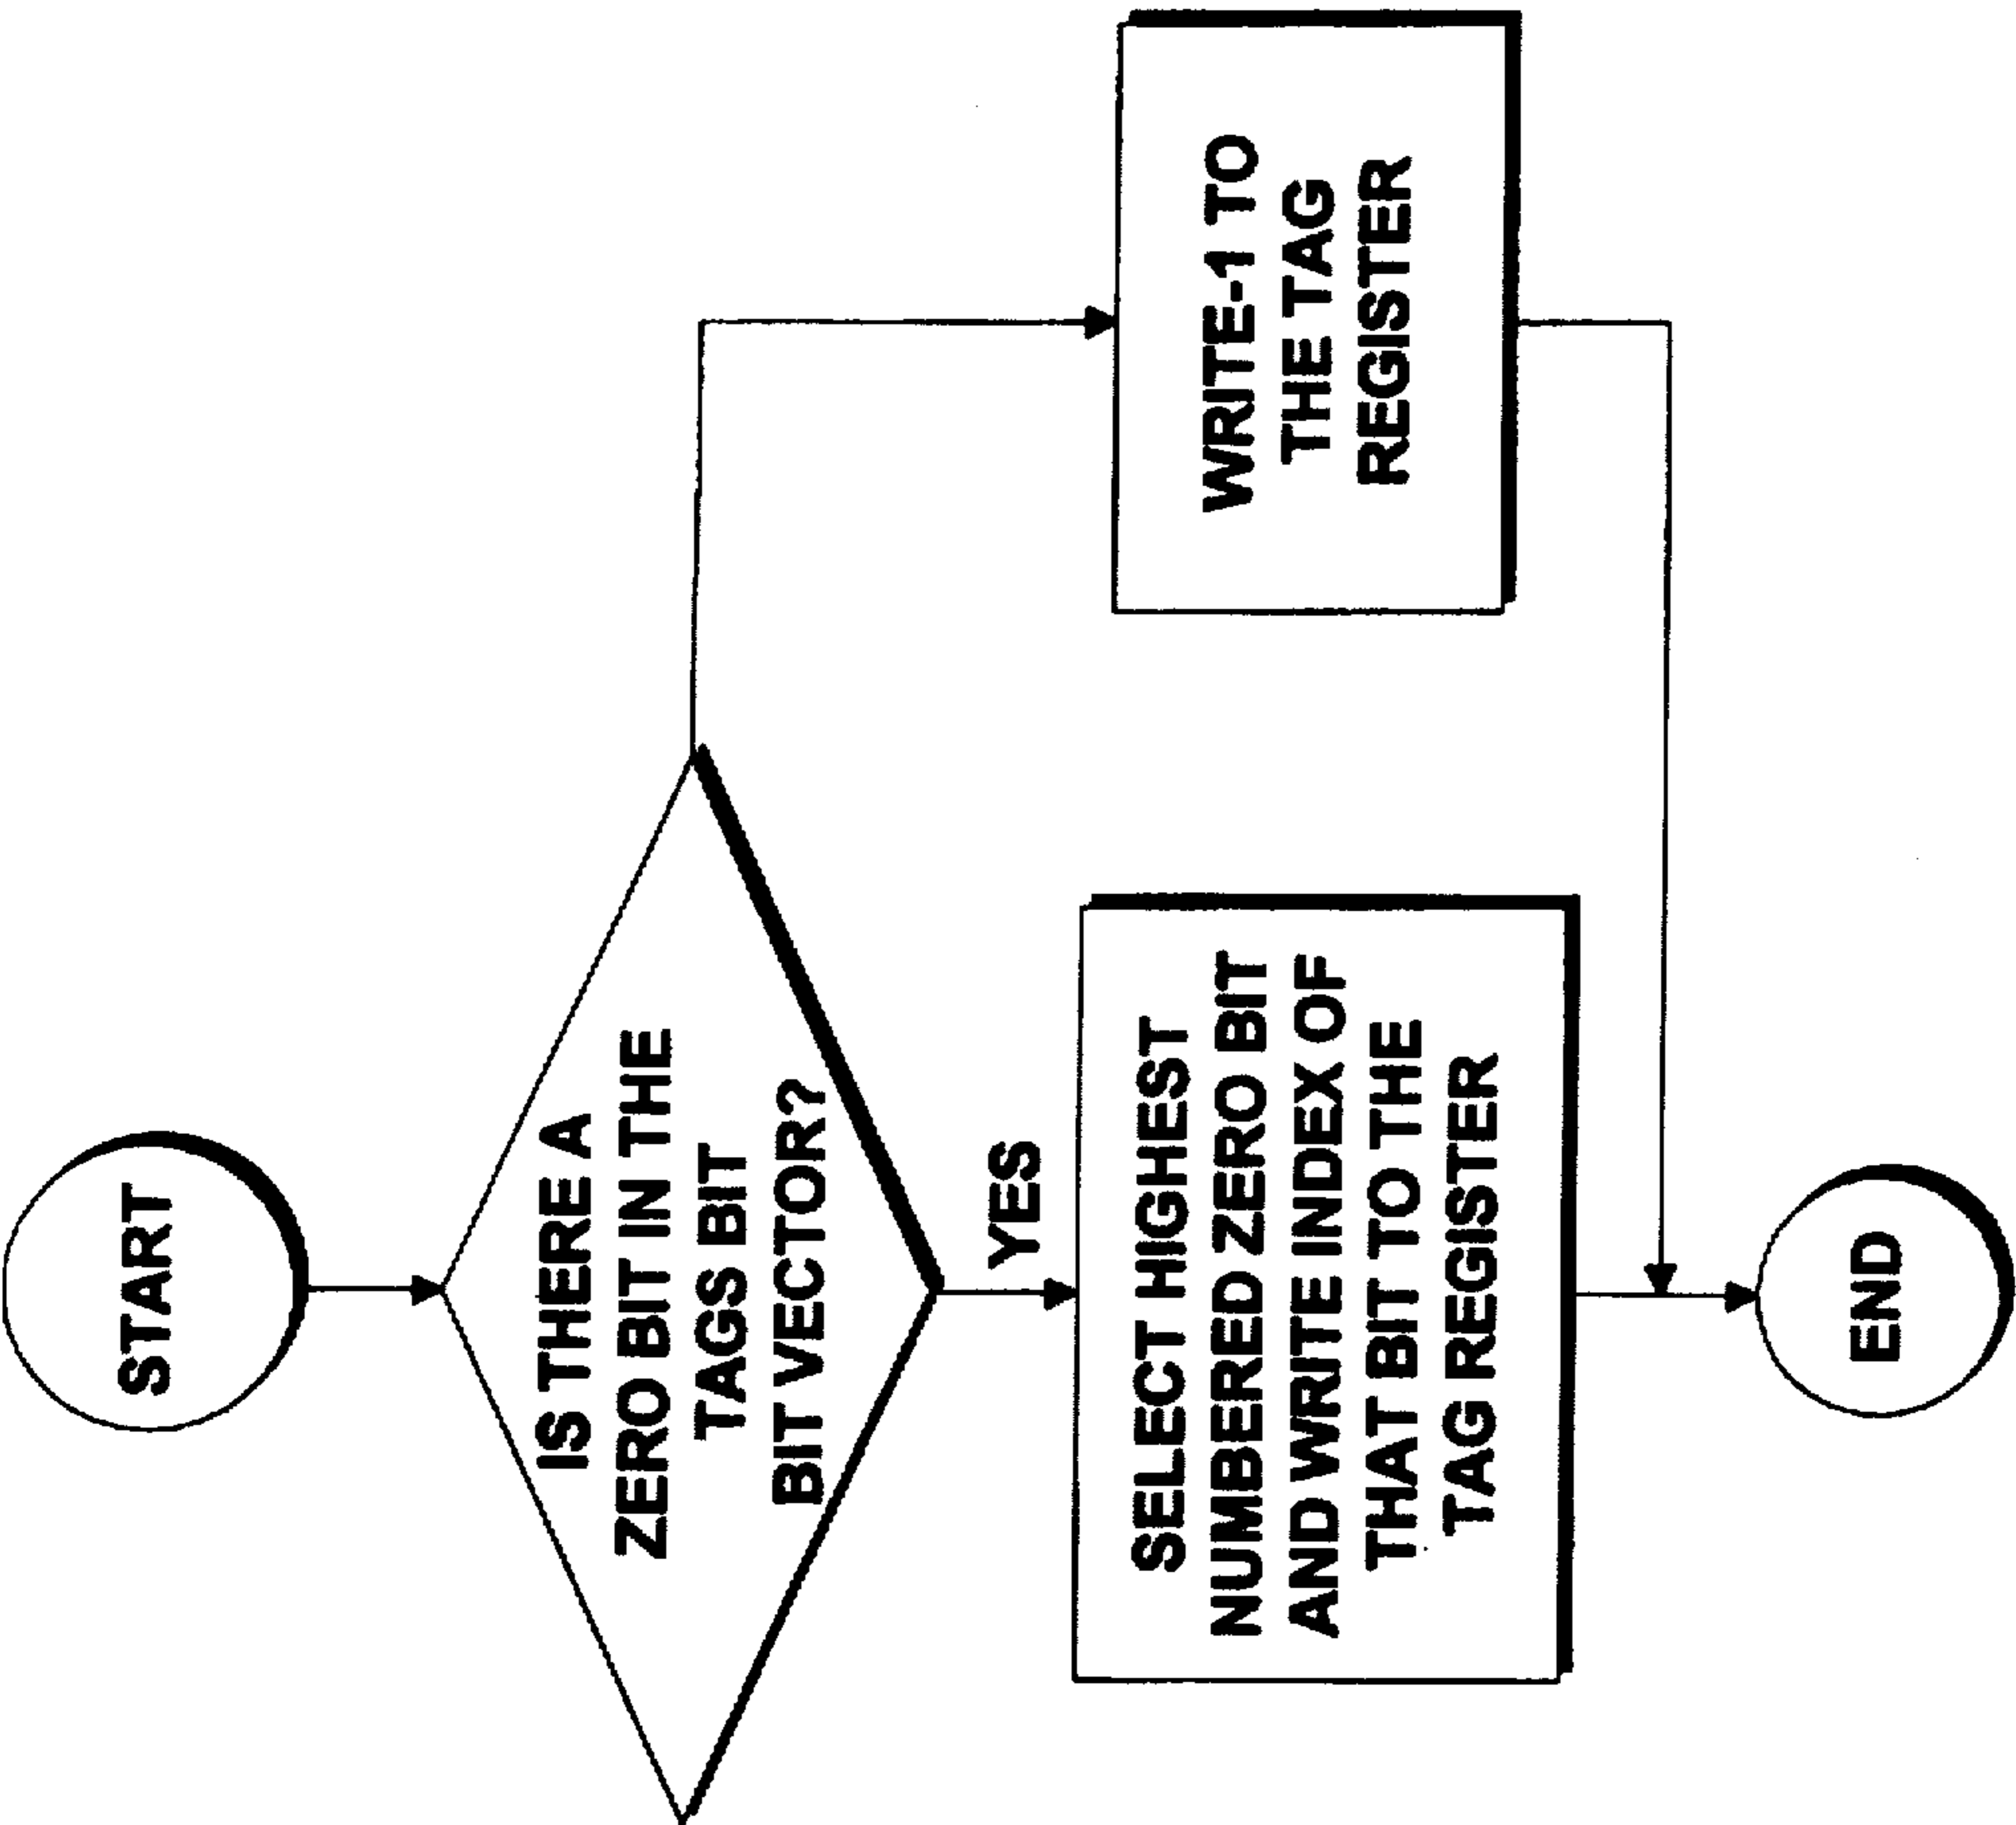 START
IS THERE A
ZERO BIT IN THE
TAGS BIT
BIT VECTOR?
YES
SELECT HIGHEST
NUMBERED ZERO BIT
AND WRITE INDEX OF
THAT BIT TO THE
TAG REGISTER
WRITE-1 TO
THE TAG
REGISTER
END